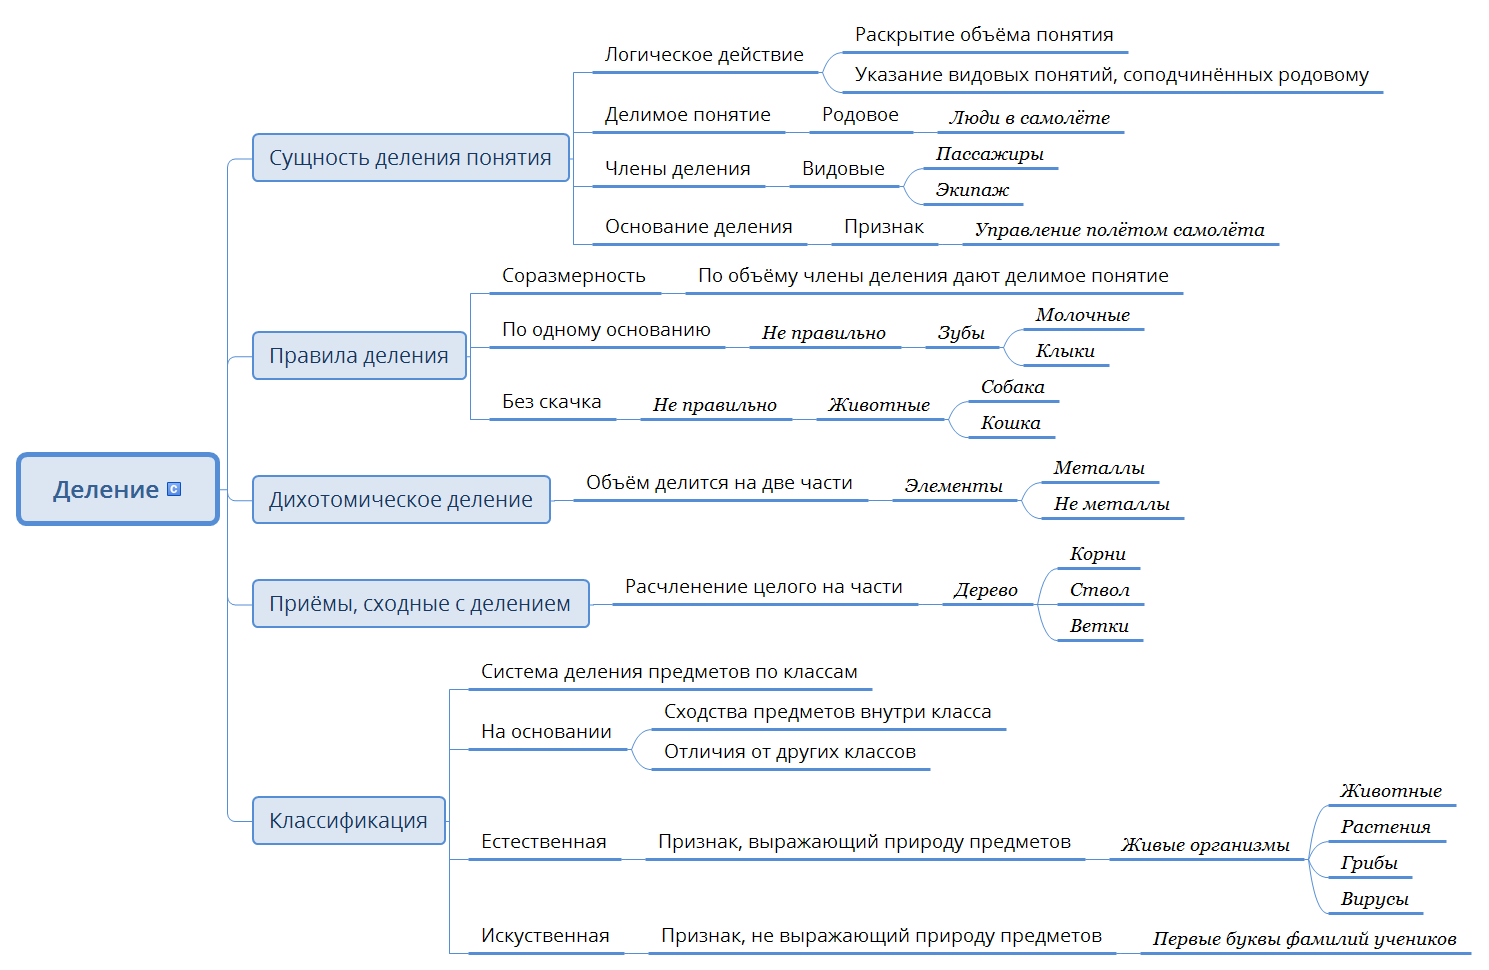 Деление
Сущность деления понятия
Логическое действие
Раскрытие объёма понятия
Указание видовых понятий, соподчинённых родовому
Делимое понятие
Родовое
Люди в самолёте
Члены деления
Видовые
Пассажиры
Экипаж
Основание деления
Признак
Управление полётом самолёта
Правила деления
Соразмерность
По объёму члены деления дают делимое понятие
По одному основанию
Не правильно
Зубы
Молочные
Клыки
Без скачка
Не правильно
Животные
Собака
Кошка
Дихотомическое деление
Объём делится на две части
Элементы
Металлы
Не металлы
Приёмы, сходные с делением
Расчленение целого на части
Дерево
Корни
Ствол
Ветки
Классификация
Система деления предметов по классам
На основании
Сходства предметов внутри класса
Отличия от других классов
Естественная
Признак, выражающий природу предметов
Живые организмы
Животные
Растения
Грибы
Вирусы
Искуственная
Признак, не выражающий природу предметов
Первые буквы фамилий учеников